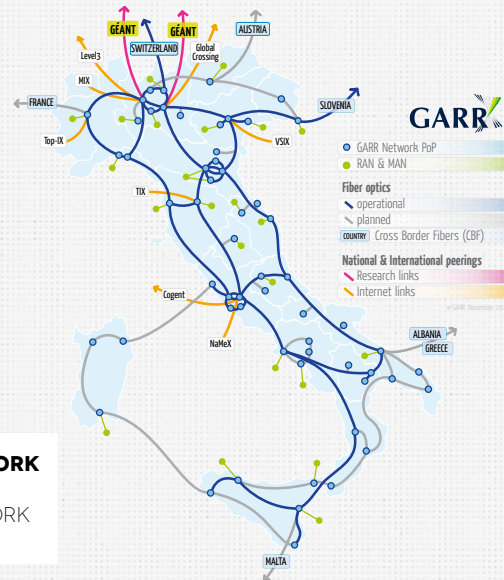 GÉANT
GÉANT
SWITZERLAND
AUSTRIA
Level3
Global
Crossing
MIX
FRANCE
SLOVENIA
Top-IX
VSIX
TIX
Cogent
NaMeX
ALBANIA
GREECE
MALTA
GARR
GARR Network PoP
RAN & MAN
Fiber optics
operational
planned
COUNTRY Cross Border Fibers (CBF)
National & International peerings
Research links
Internet links
ORK
ORK